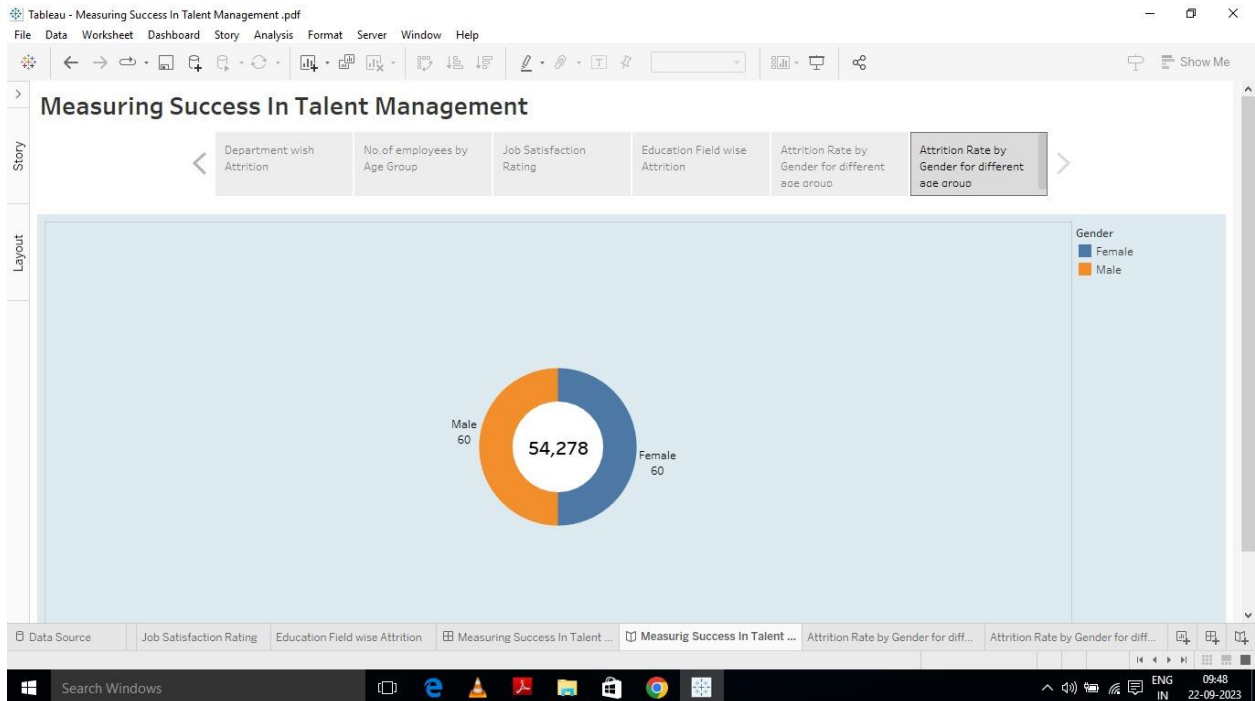 Tableau - Measuring Success In Talent Management .pdf
File Data Worksheet Dashboard Story Analysis Format Server Window Help
Show Me
Measuring Success In Talent Management
Story
Layout
Department wish
Attrition
No.of employees by
Age Group
Job Satisfaction
Rating
Education Field wise
Attrition
Attrition Rate by
Gender for different
age group
Attrition Rate by
Gender for different
age group
Gender
Female
Male
Male
60
54,278
Female
60
Data Source Job Satisfaction Rating Education Field wise Attrition Measuring Success In Talent ... Measurig Success In Talent ... Attrition Rate by Gender for diff... Attrition Rate by Gender for diff...
Search Windows
ENG
IN
09:48
22-09-2023